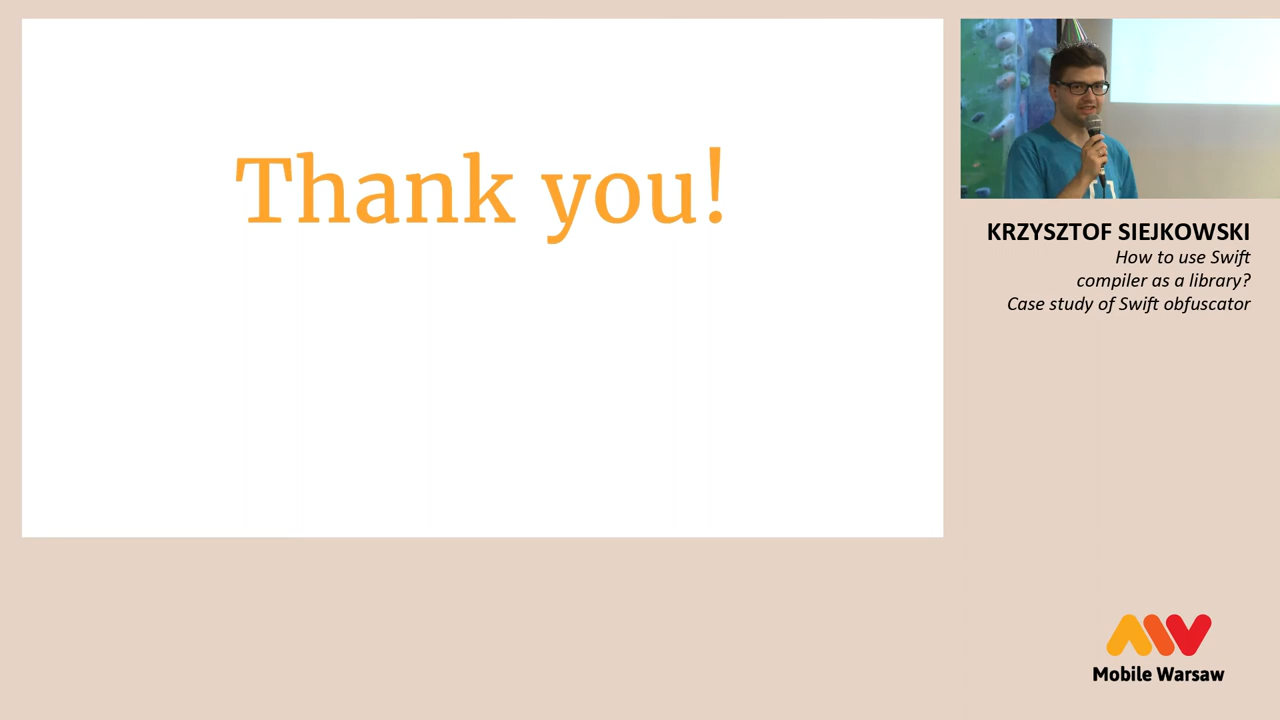 Thank you!
KRZYSZTOF SIEJKOWSKI
How to use Swift
compiler as a library?
Case study of Swift obfuscator
Mobile Warsaw